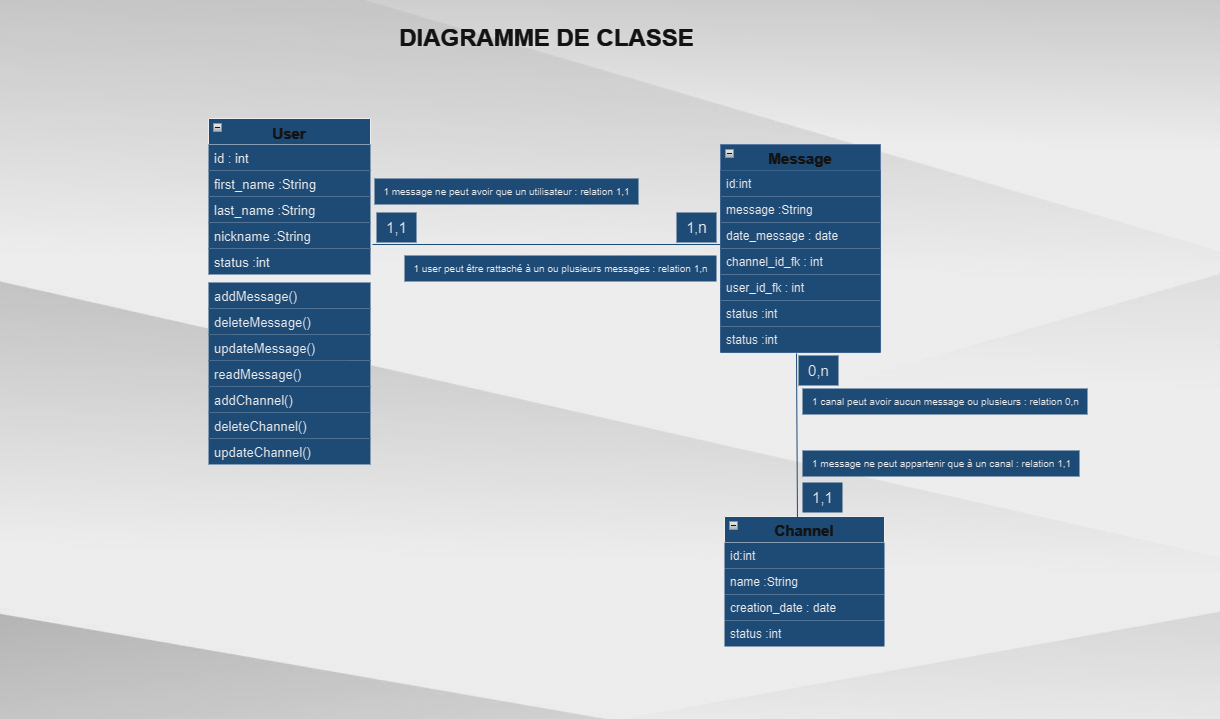 DIAGRAMME DE CLASSE
User
id : int
first_name :String
last_name :String
nickname :String
status :int
addMessage()
deleteMessage()
updateMessage()
readMessage()
addChannel()
deleteChannel()
updateChannel()
1 message ne peut avoir que un utilisateur : relation 1,1
1,1
1,n
1 user peut être rattaché à un ou plusieurs messages : relation 1,n
Message
id:int
message :String
date_message : date
channel_id_fk : int
user_id_fk : int
status :int
status :int
0,n
1 canal peut avoir aucun message ou plusieurs : relation 0,n
1 message ne peut appartenir que à un canal : relation 1,1
1,1
Channel
id:int
name :String
creation_date : date
status :int